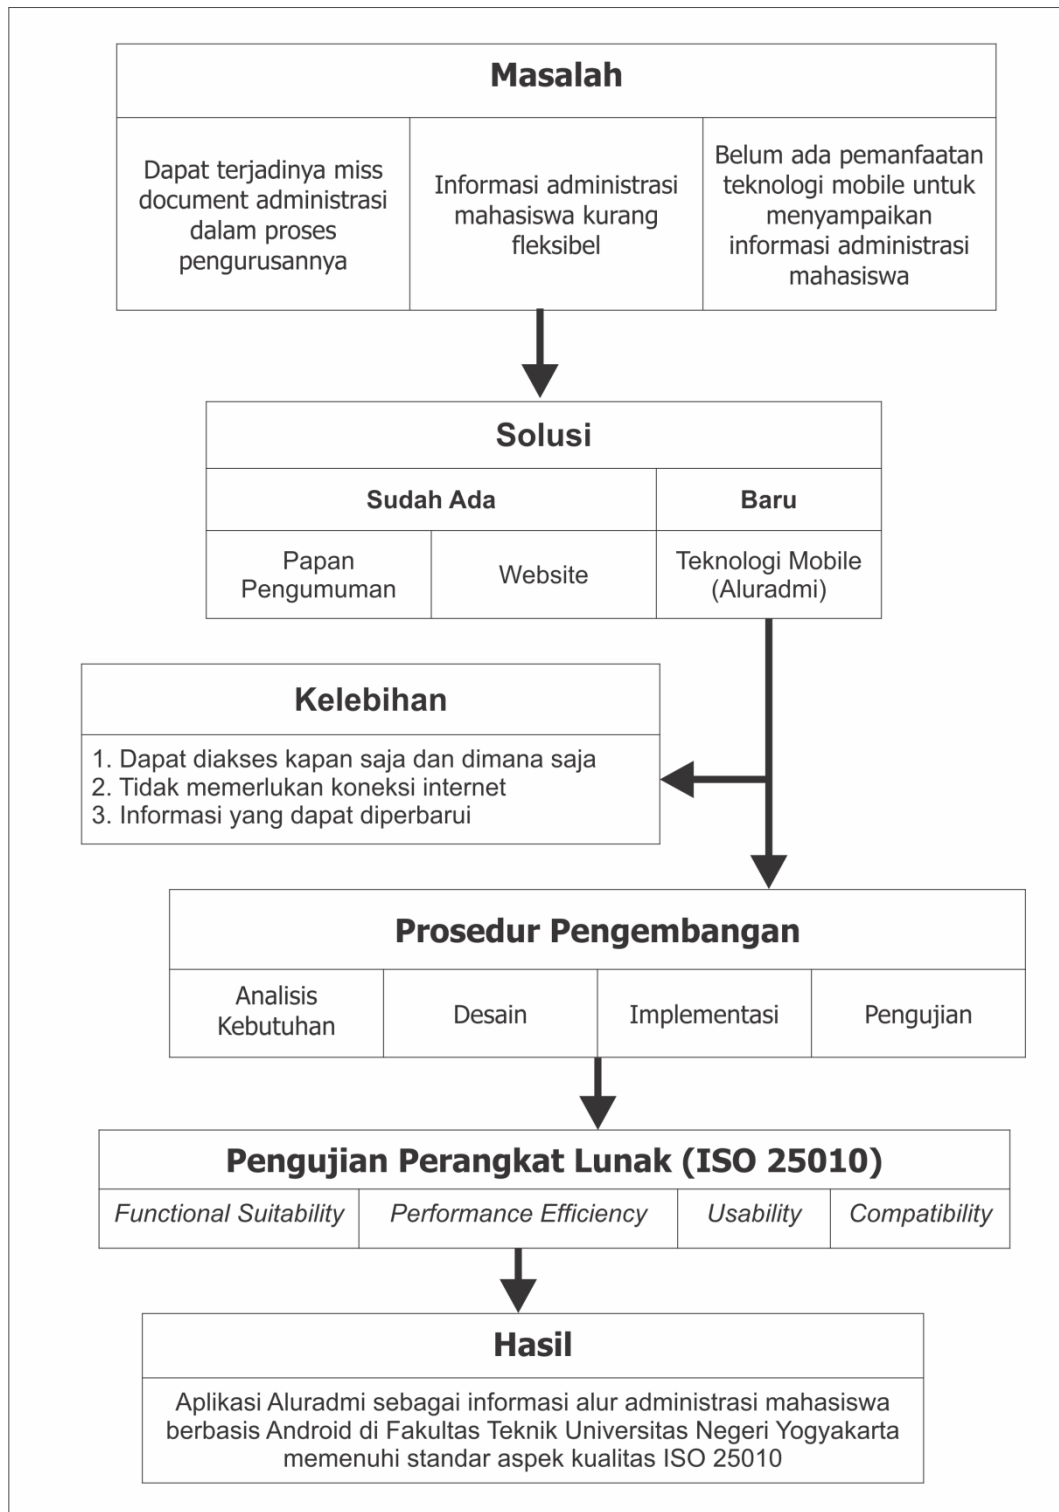 Masalah
Dapat terjadinya miss
document administrasi
dalam proses
pengurusannya
Informasi administrasi
mahasiswa kurang
fleksibel
Belum ada pemanfaatan
teknologi mobile untuk
menyampaikan
informasi administrasi
mahasiswa
Solusi
Sudah Ada
Baru
Papan
Pengumuman
Website
Teknologi Mobile
(Aluradmi)
Kelebihan
1. Dapat diakses kapan saja dan dimana saja
2. Tidak memerlukan koneksi internet
3. Informasi yang dapat diperbarui
Prosedur Pengembangan
Analisis
Kebutuhan
Desain
Implementasi
Pengujian
Pengujian Perangkat Lunak (ISO 25010)
Functional Suitability
Performance Efficiency
Usability
Compatibility
Hasil
Aplikasi Aluradmi sebagai informasi alur administrasi mahasiswa
berbasis Android di Fakultas Teknik Universitas Negeri Yogyakarta
memenuhi standar aspek kualitas ISO 25010